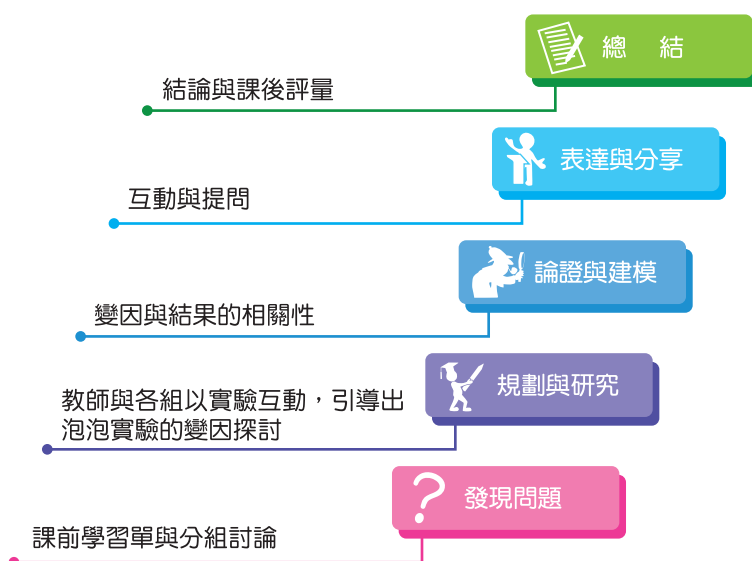 總 結
結論與課後評量
表達與分享
互動與提問
論證與建模
變因與結果的相關性
規劃與研究
教師與各組以實驗互動，引導出
泡泡實驗的變因探討
發現問題
課前學習單與分組討論